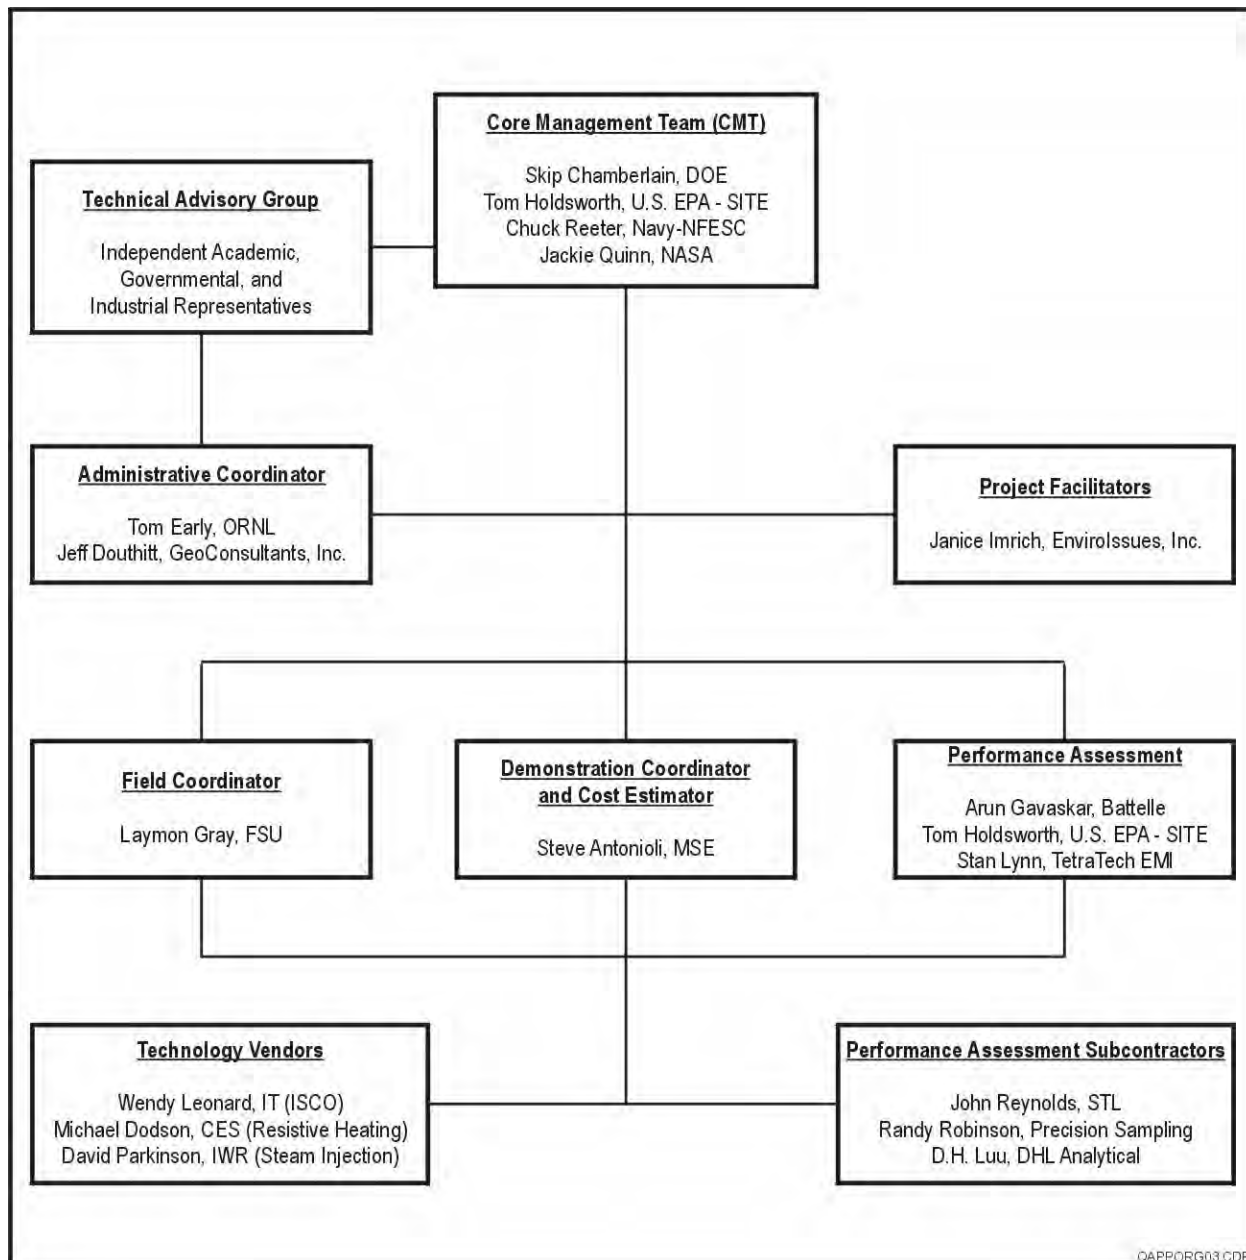 Core Management Team (CMT)
Skip Chamberlain, DOE
Tom Holdsworth, U.S. EPA - SITE
Chuck Reeter, Navy-NFESC
Jackie Quinn, NASA
Technical Advisory Group
Independent Academic,
Governmental, and
Industrial Representatives
Administrative Coordinator
Tom Early, ORNL
Jeff Douthitt, GeoConsultants, Inc.
Project Facilitators
Janice Imrich, EnviroIssues, Inc.
Field Coordinator
Laymon Gray, FSU
Demonstration Coordinator
and Cost Estimator
Steve Antonioli, MSE
Performance Assessment
Arun Gavaskar, Battelle
Tom Holdsworth, U.S. EPA - SITE
Stan Lynn, TetraTech EMI
Technology Vendors
Wendy Leonard, IT (ISCO)
Michael Dodson, CES (Resistive Heating)
David Parkinson, IWR (Steam Injection)
Performance Assessment Subcontractors
John Reynolds, STL
Randy Robinson, Precision Sampling
D.H. Luu, DHL Analytical
QAPPORG03.CDR